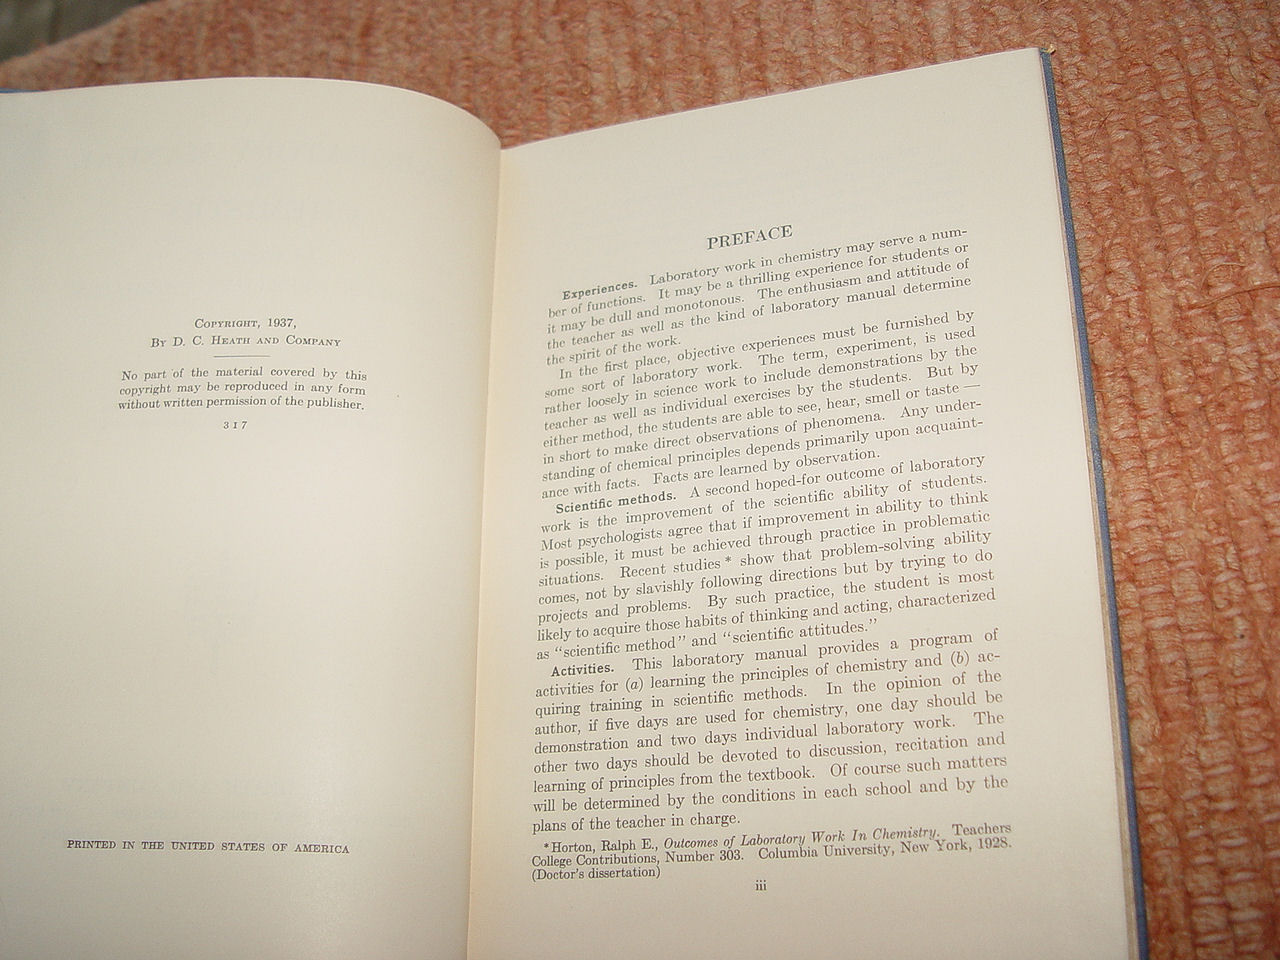 COPYRIGHT, 1937,
BY D. C. HEATH AND COMPANY
No part of the material covered by this
copyright may be reproduced in any form
without written permission of the publisher.
3 1 7
PRINTED IN THE UNITED STATES OF AMERICA
PREFACE
Experiences. Laboratory work in chemistry may serve a num-
ber of functions. It may be a thrilling experience for students or
it may be dull and monotonous. The enthusiasm and attitude of
the teacher as well as the kind of laboratory manual determine
the spirit of the work.
In the first place, objective experiences must be furnished by
some sort of laboratory work. The term, experiment, is used
rather loosely in science work to include demonstrations by the
teacher as well as individual exercises by the students. But by
either method, the students are able to see, hear, smell or taste —
in short to make direct observations of phenomena. Any under-
standing of chemical principles depends primarily upon acquaint-
ance with facts. Facts are learned by observation.
Scientific methods. A second hoped-for outcome of laboratory
work is the improvement of the scientific ability of students.
Most psychologists agree that if improvement in ability to think
is possible, it must be achieved through practice in problematic
situations. Recent studies * show that problem-solving ability
comes, not by slavishly following directions but by trying to do
projects and problems. By such practice, the student is most
likely to acquire those habits of thinking and acting, characterized
as “scientific method” and “scientific attitudes.”
Activities. This laboratory manual provides a program of
activities for (a) learning the principles of chemistry and (b) ac-
quiring training in scientific methods. In the opinion of the
author, if five days are used for chemistry, one day should be
demonstration and two days individual laboratory work. The
other two days should be devoted to discussion, recitation and
learning of principles from the textbook. Of course such matters
will be determined by the conditions in each school and by the
plans of the teacher in charge.
* Horton, Ralph E., Outcomes of Laboratory Work In Chemistry. Teachers
College Contributions, Number 303. Columbia University, New York, 1928.
(Doctor's dissertation)
iii